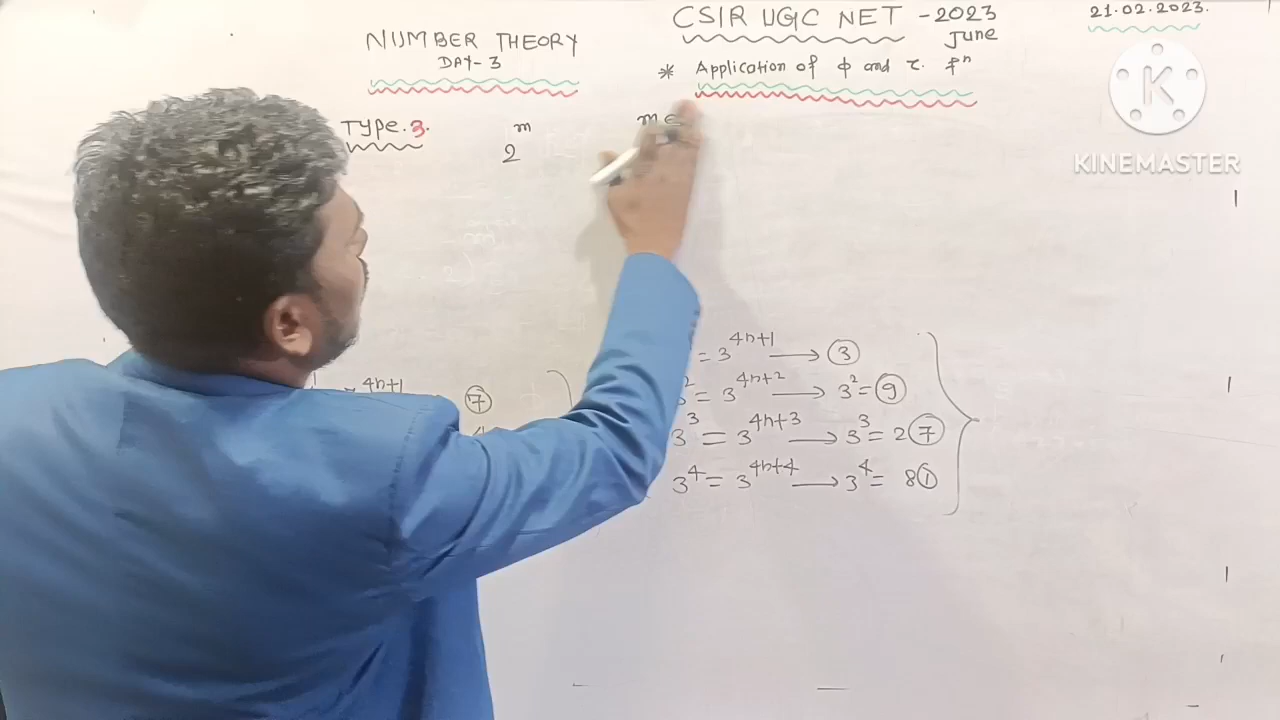 CSIR UGC NET - 2023
June
21.02.2023.
NUMBER THEORY
DAY-3
* Application of ϕ and τ. fⁿ
KINEMASTER
Type.3.
2^m
m ∈
= 3^{4n+1} → 3
= 3^{4n+2} → 3^2 = 9
3^3 = 3^{4n+3} → 3^3 = 27
3^4 = 3^{4n+4} → 3^4 = 81
4n+1 7